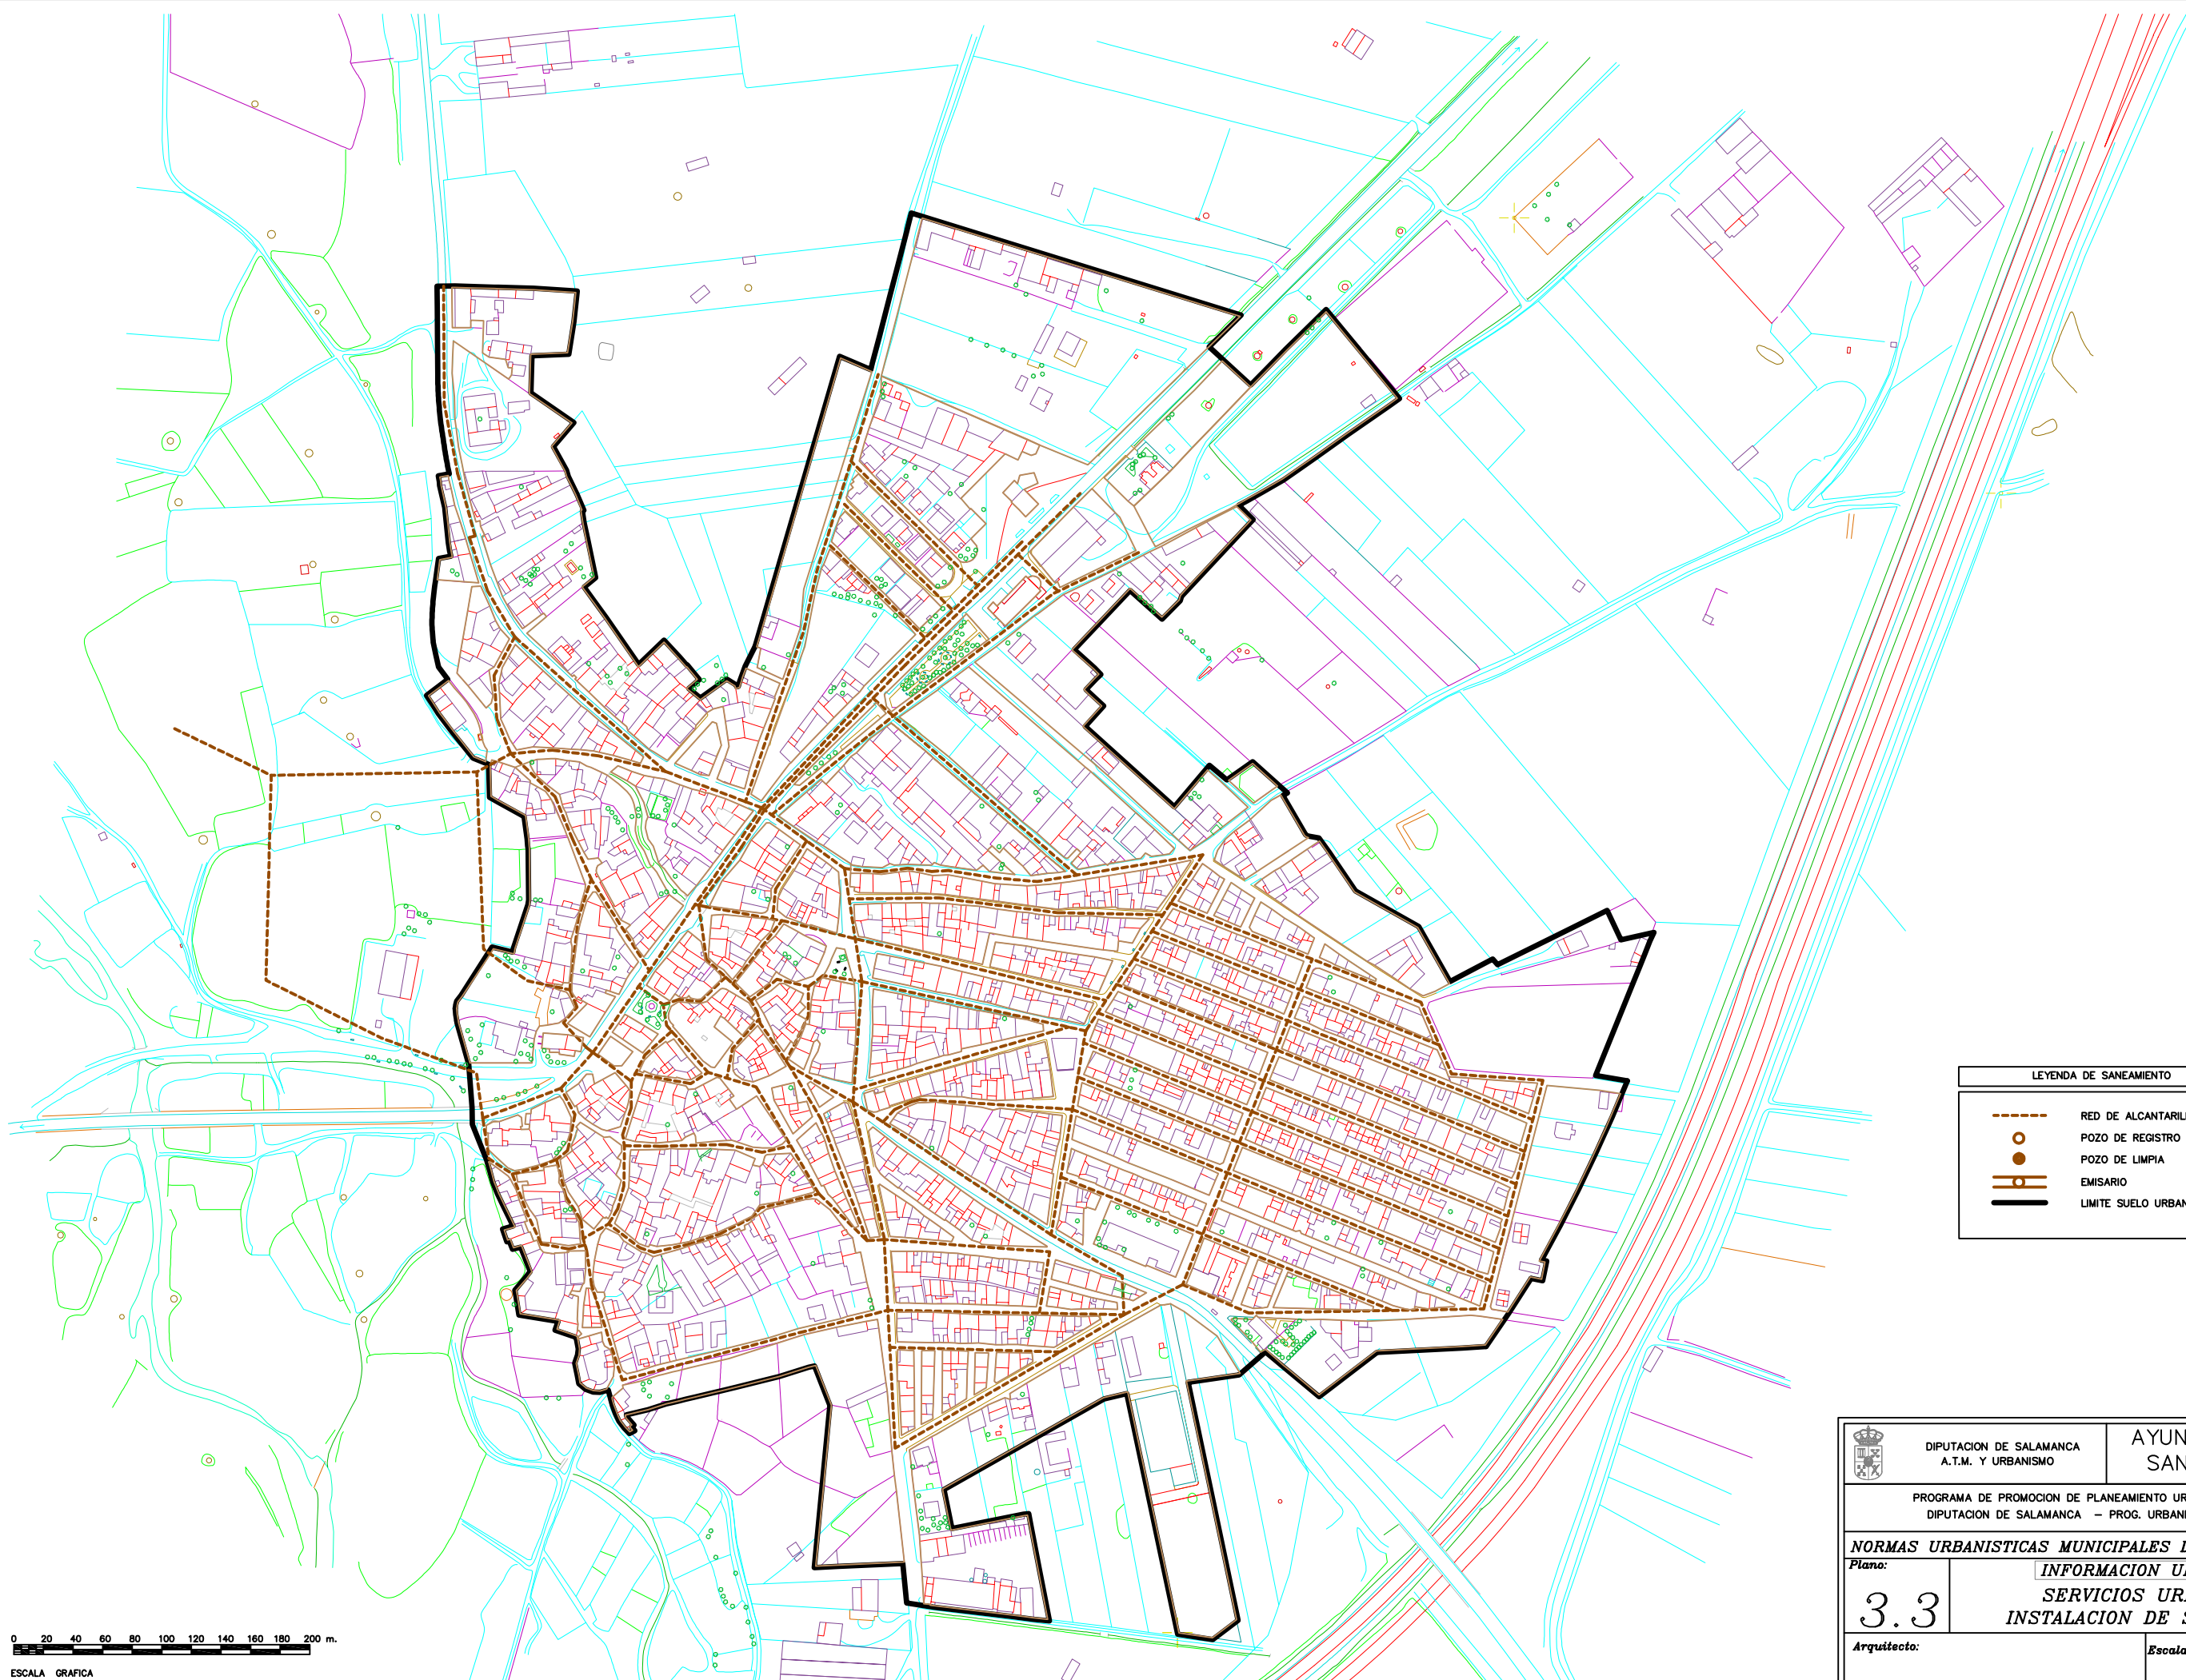 LEYENDA DE SANEAMIENTO
RED DE ALCANTARIL
POZO DE REGISTRO
POZO DE LIMPIA
EMISARIO
LIMITE SUELO URBAN
DIPUTACION DE SALAMANCA
A.T.M. Y URBANISMO
AYUN
SAN
PROGRAMA DE PROMOCION DE PLANEAMIENTO UR
DIPUTACION DE SALAMANCA - PROG. URBANI
NORMAS URBANISTICAS MUNICIPALES D
Plano:
3.3
INFORMACION U
SERVICIOS UR
INSTALACION DE S
Arquitecto:
Escala
0 20 40 60 80 100 120 140 160 180 200 m.
ESCALA GRAFICA